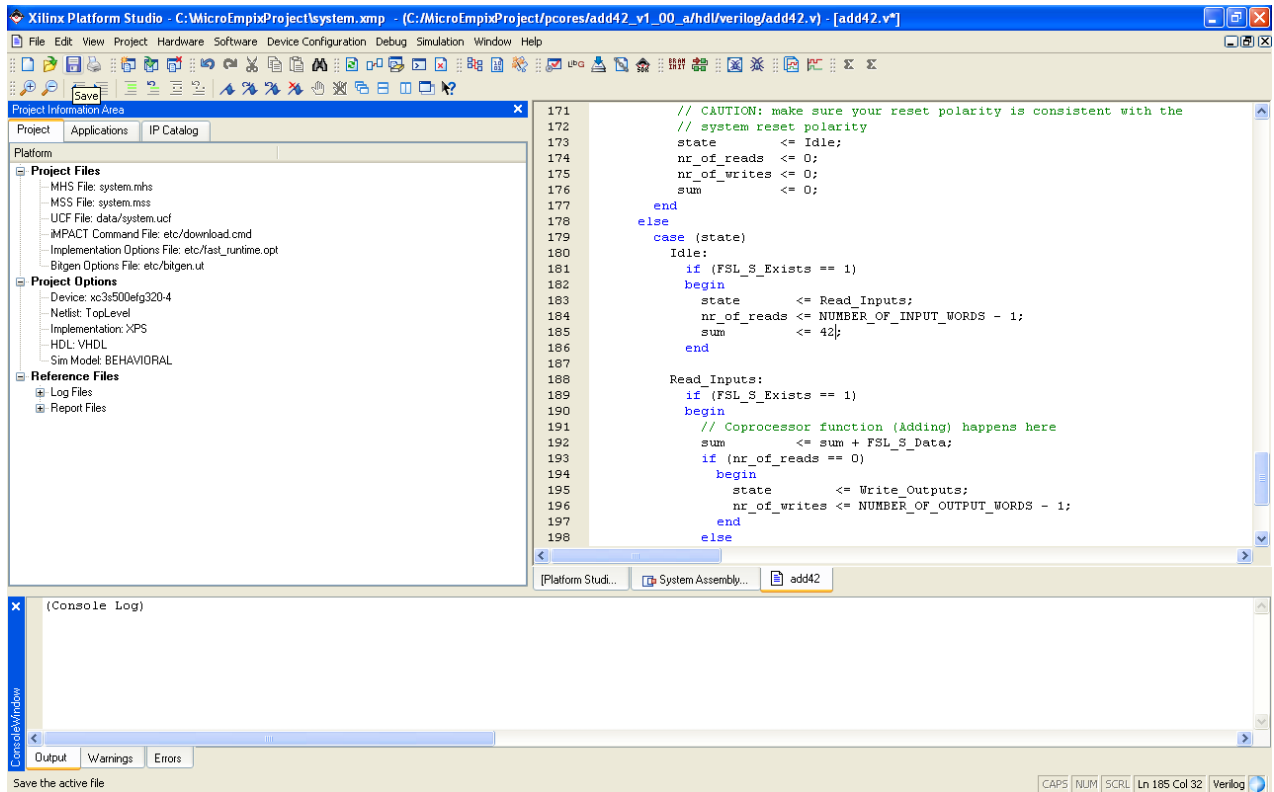 Xilinx Platform Studio - C:\MicroEmpixProject\system.xmp - (C:/MicroEmpixProject/pcores/add42_v1_00_a/hdl/verilog/add42.v) - [add42.v*]
File Edit View Project Hardware Software Device Configuration Debug Simulation Window Help
Save
Project Information Area
Project Applications IP Catalog
Platform
Project Files
MHS File: system.mhs
MSS File: system.mss
UCF File: data/system.ucf
iMPACT Command File: etc/download.cmd
Implementation Options File: etc/fast_runtime.opt
Bitgen Options File: etc/bitgen.ut
Project Options
Device: xc3s500efg320-4
Netlist: TopLevel
Implementation: XPS
HDL: VHDL
Sim Model: BEHAVIORAL
Reference Files
Log Files
Report Files
171 // CAUTION: make sure your reset polarity is consistent with the
172 // system reset polarity
173 state <= Idle;
174 nr_of_reads <= 0;
175 nr_of_writes <= 0;
176 sum <= 0;
177 end
178 else
179 case (state)
180 Idle:
181 if (FSL_S_Exists == 1)
182 begin
183 state <= Read_Inputs;
184 nr_of_reads <= NUMBER_OF_INPUT_WORDS - 1;
185 sum <= 42;
186 end
187
188 Read_Inputs:
189 if (FSL_S_Exists == 1)
190 begin
191 // Coprocessor function (Adding) happens here
192 sum <= sum + FSL_S_Data;
193 if (nr_of_reads == 0)
194 begin
195 state <= Write_Outputs;
196 nr_of_writes <= NUMBER_OF_OUTPUT_WORDS - 1;
197 end
198 else
[Platform Studi... System Assembly... add42
(Console Log)
ConsoleWindow
Output Warnings Errors
Save the active file
CAPS NUM SCRL Ln 185 Col 32 Verilog